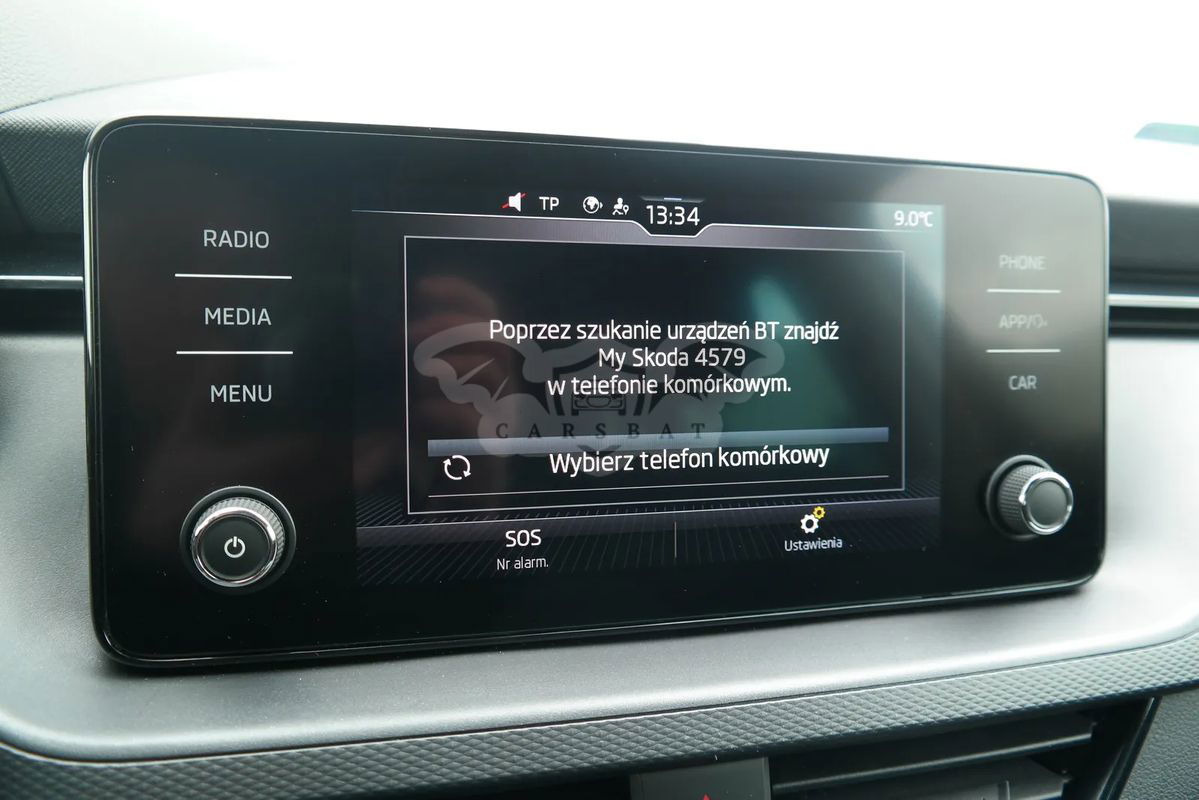 TP
13:34
9.0°C
RADIO
MEDIA
MENU
PHONE
APP/
CAR
Poprzez szukanie urządzeń BT znajdź
My Skoda 4579
w telefonie komórkowym.
CARSBAT
Wybierz telefon komórkowy
SOS
Nr alarm.
Ustawienia